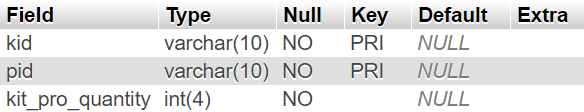 Field Type Null Key Default Extra
kid varchar(10) NO PRI NULL
pid varchar(10) NO PRI NULL
kit_pro_quantity int(4) NO NULL